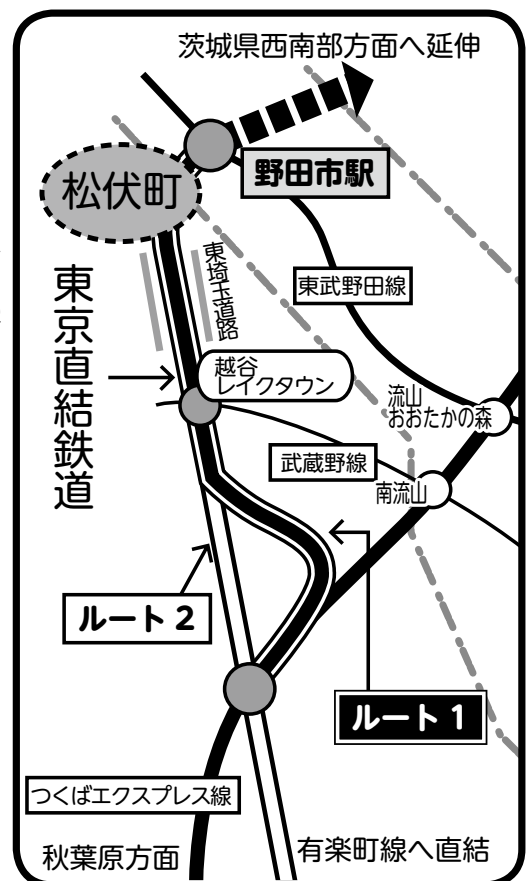 茨城県西南部方面へ延伸
野田市駅
松伏町
東埼玉道路
東武野田線
東京直結鉄道
越谷
レイクタウン
流山
おおたかの森
武蔵野線
南流山
ルート2
ルート1
つくばエクスプレス線
秋葉原方面
有楽町線へ直結